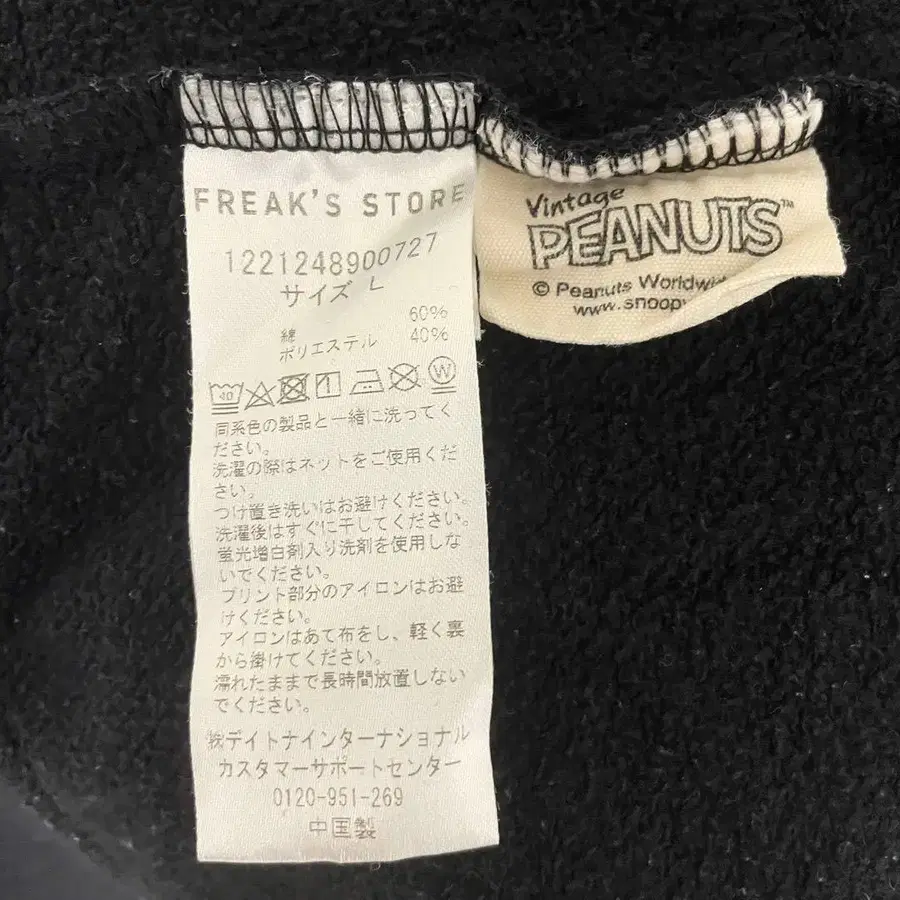 FREAK'S STORE
1221248900727
サイズ L
60%
綿
ポリエステル 40%
40
W
同系色の製品と一緒に洗ってく
ださい。
洗濯の際はネットをご使用くだ
さい。
つけ置き洗いはお避けください。
洗濯後はすぐに干してください。
蛍光増白剤入り洗剤を使用しな
いでください。
プリント部分のアイロンはお避
けください。
アイロンはあて布をし、軽く裏
から掛けてください。
濡れたままで長時間放置しない
でください。
㈱デイトナインターナショナル
カスタマーサポートセンター
0120-951-269
中国製
Vintage
PEANUTS™
© Peanuts Worldwi
www.snoopy